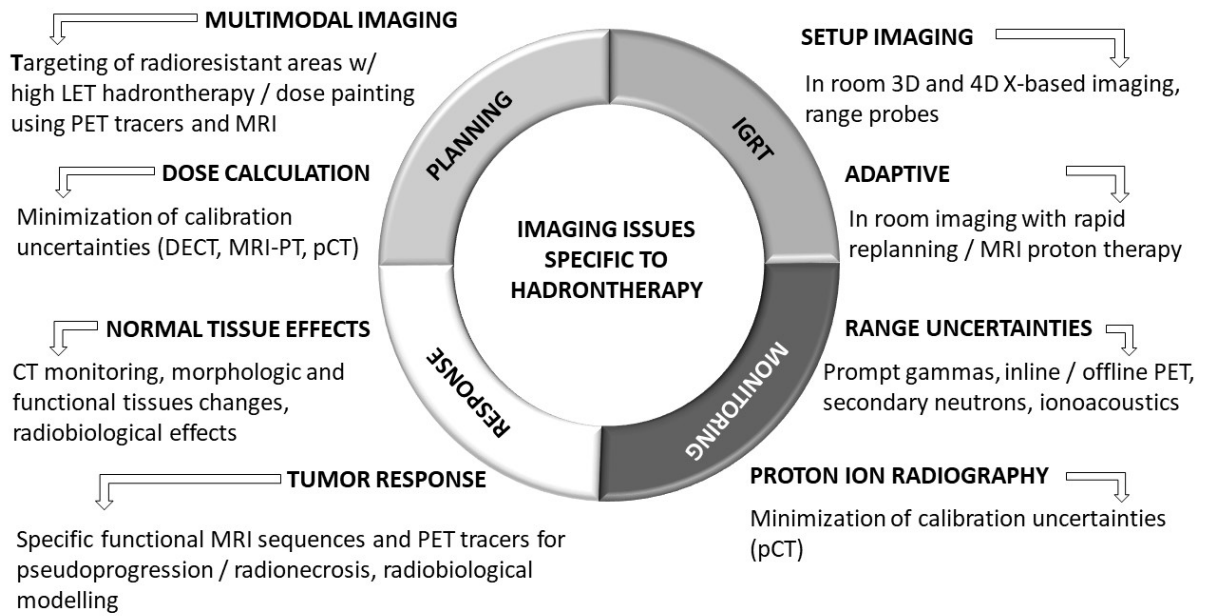 MULTIMODAL IMAGING
Targeting of radioresistant areas w/
high LET hadrontherapy / dose painting
using PET tracers and MRI
DOSE CALCULATION
Minimization of calibration
uncertainties (DECT, MRI-PT, pCT)
NORMAL TISSUE EFFECTS
CT monitoring, morphologic and
functional tissues changes,
radiobiological effects
TUMOR RESPONSE
Specific functional MRI sequences and PET tracers for
pseudoprogression / radionecrosis, radiobiological
modelling
PLANNING
IGRT
MONITORING
RESPONSE
IMAGING ISSUES
SPECIFIC TO
HADRONTHERAPY
SETUP IMAGING
In room 3D and 4D X-based imaging,
range probes
ADAPTIVE
In room imaging with rapid
replanning / MRI proton therapy
RANGE UNCERTAINTIES
Prompt gammas, inline / offline PET,
secondary neutrons, ionoacoustics
PROTON ION RADIOGRAPHY
Minimization of calibration uncertainties
(pCT)